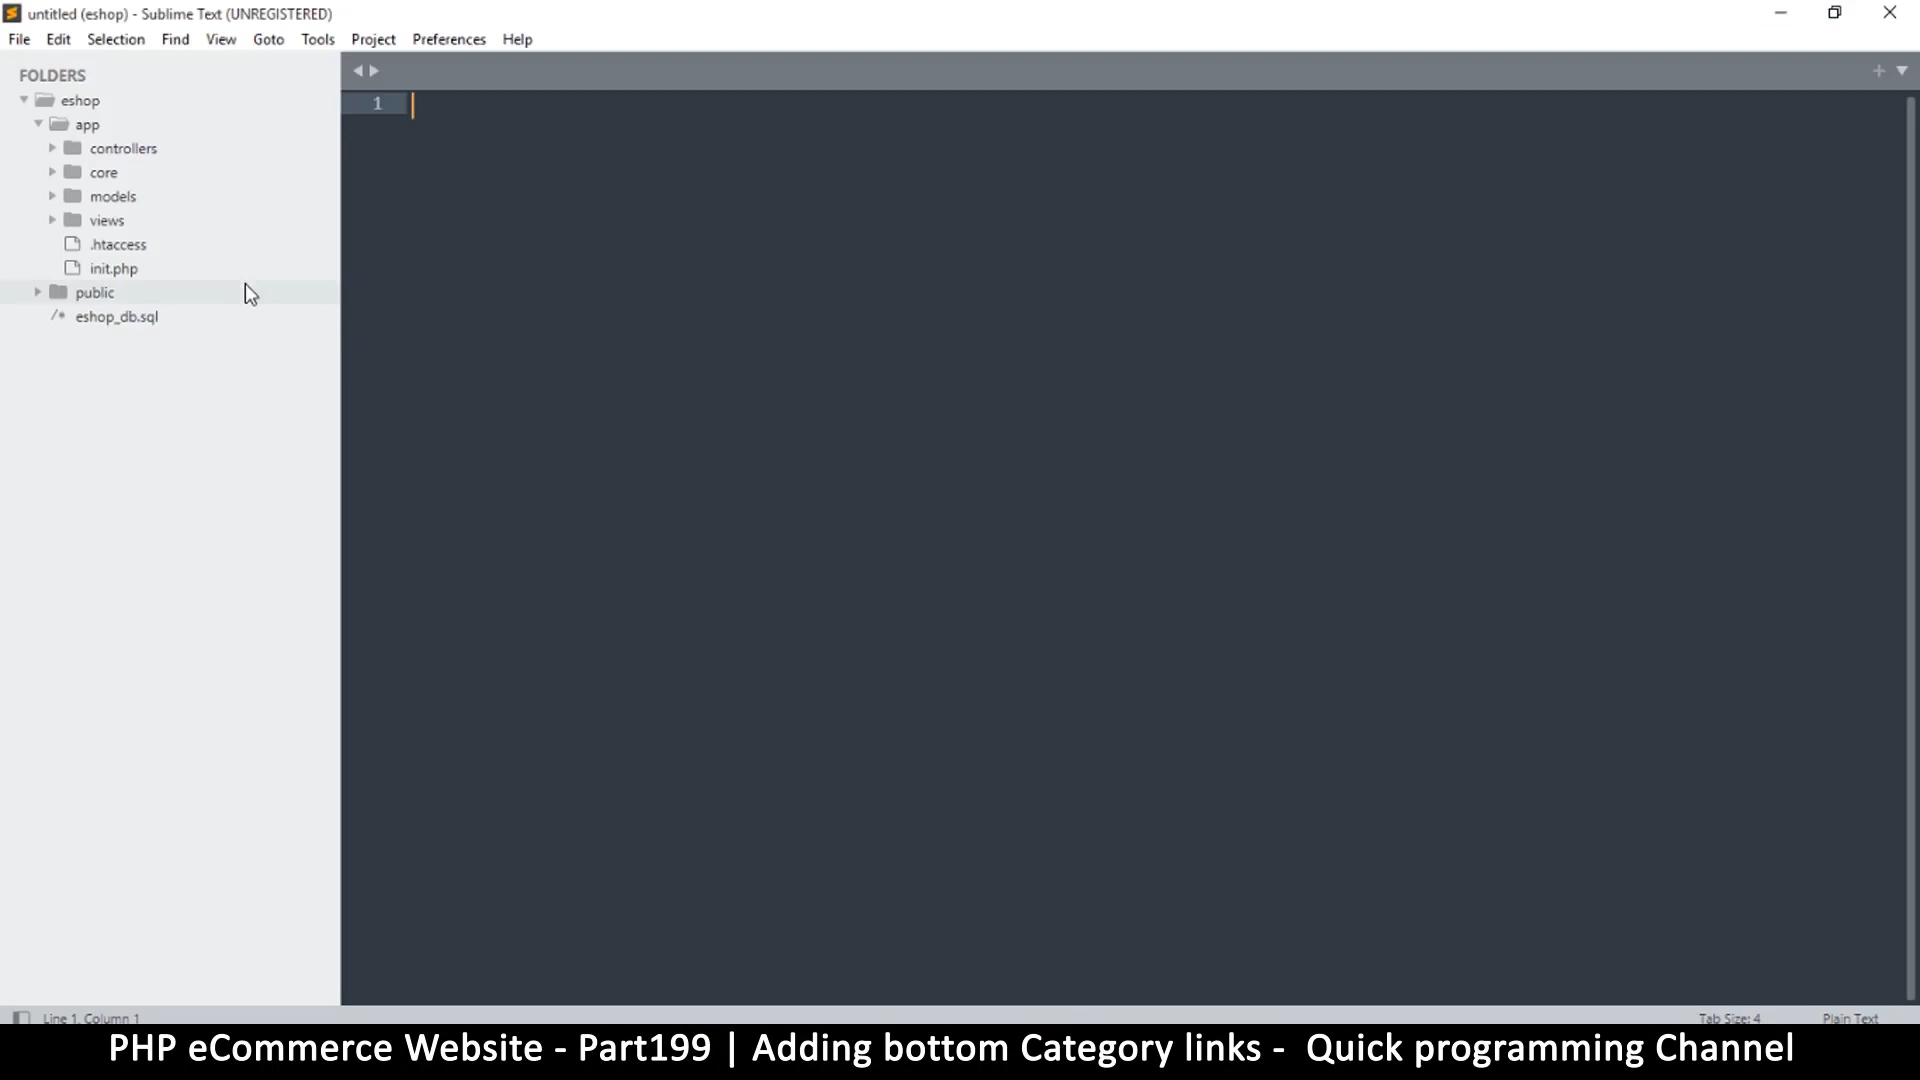 untitled (eshop) - Sublime Text (UNREGISTERED)
File Edit Selection Find View Goto Tools Project Preferences Help
FOLDERS
eshop
app
controllers
core
models
views
.htaccess
init.php
public
/* eshop_db.sql
1
Line 1, Column 1
Tab Size: 4
Plain Text
PHP eCommerce Website - Part199 | Adding bottom Category links - Quick programming Channel